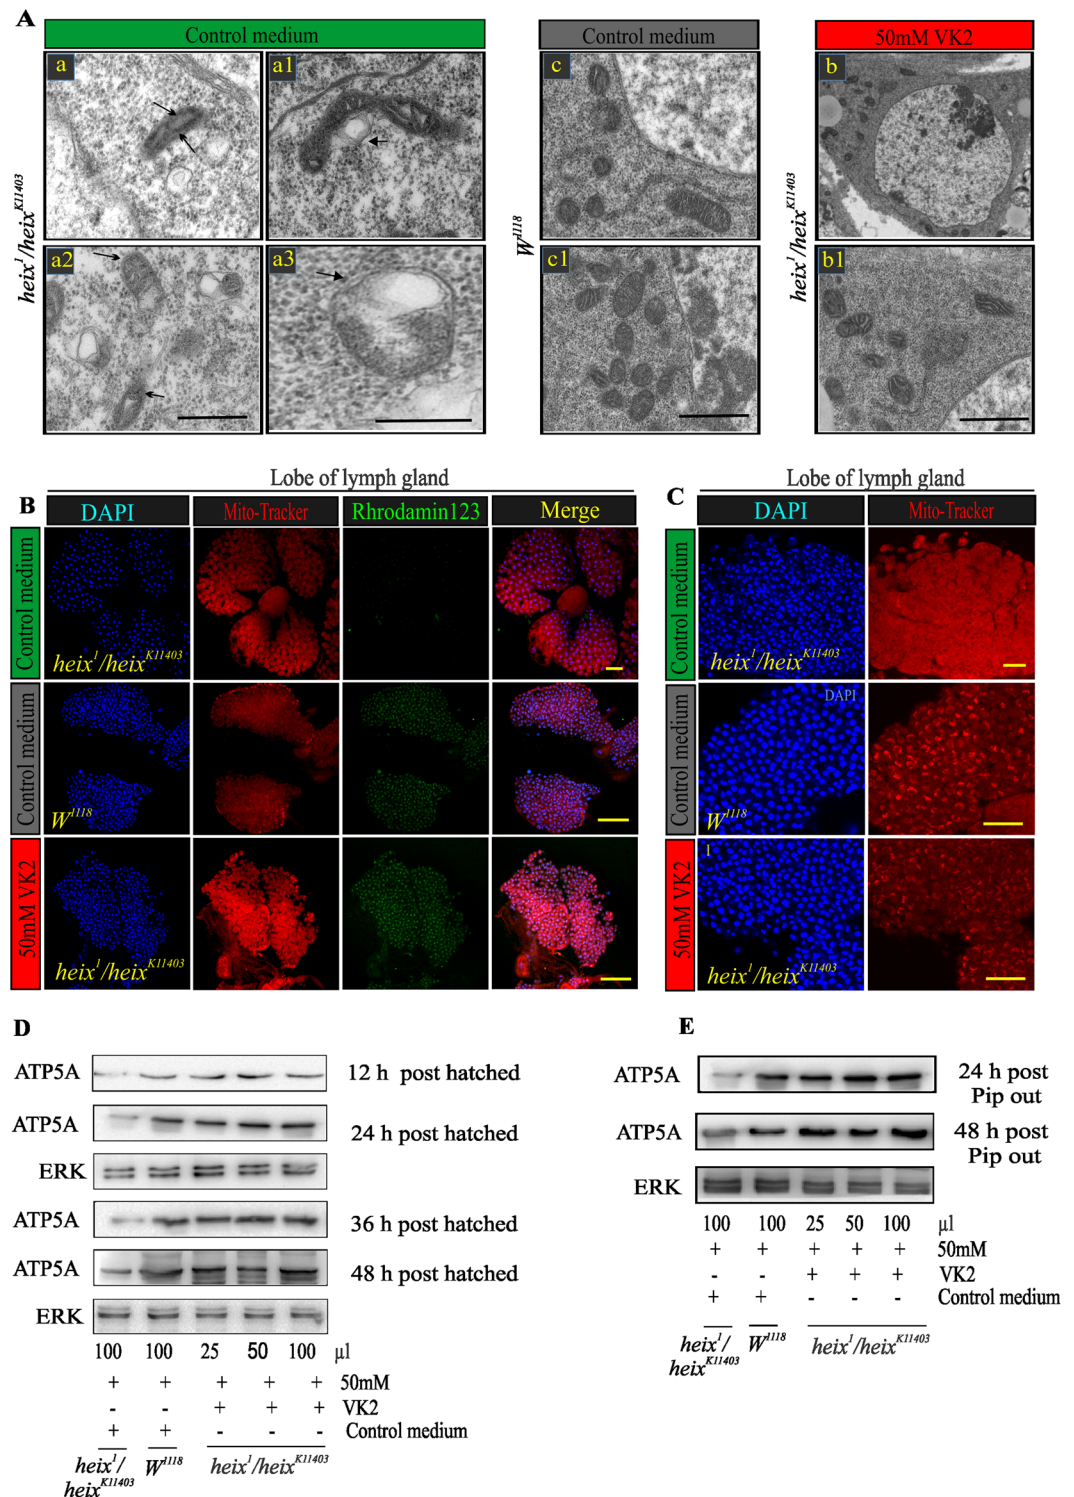 A
Control medium
Control medium
50mM VK2
a
a1
c
b
a2
a3
c1
b1
heix1/heixK11403
W1118
heix1/heixK11403
Lobe of lymph gland
B
DAPI
Mito-Tracker
Rhrodamin123
Merge
Control medium
heix1/heixK11403
Control medium
W1118
50mM VK2
heix1/heixK11403
Lobe of lymph gland
C
DAPI
Mito-Tracker
Control medium
heix1/heixK11403
Control medium
DAPI
W1118
50mM VK2
1
heix1/heixK11403
D
ATP5A
12 h post hatched
ATP5A
24 h post hatched
ERK
ATP5A
36 h post hatched
ATP5A
48 h post hatched
ERK
100 100 25 50 100 µl
+ + + + + 50mM
- - + + + VK2
+ + - - - Control medium
heix1/
heixK11403
W1118
heix1/heixK11403
E
ATP5A
24 h post
Pip out
ATP5A
48 h post
Pip out
ERK
100 100 25 50 100 µl
+ + + + + 50mM
- - + + + VK2
+ + - - - Control medium
heix1/
heixK11403
W1118
heix1/heixK11403